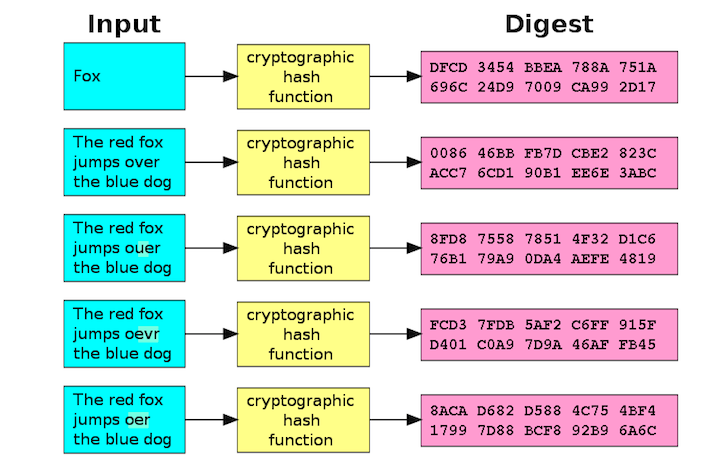 Input
Digest
Fox
cryptographic
hash
function
DFCD 3454 BBEA 788A 751A
696C 24D9 7009 CA99 2D17
The red fox
jumps over
the blue dog
cryptographic
hash
function
0086 46BB FB7D CBE2 823C
ACC7 6CD1 90B1 EE6E 3ABC
The red fox
jumps ouer
the blue dog
cryptographic
hash
function
8FD8 7558 7851 4F32 D1C6
76B1 79A9 0DA4 AEFE 4819
The red fox
jumps oevr
the blue dog
cryptographic
hash
function
FCD3 7FDB 5AF2 C6FF 915F
D401 C0A9 7D9A 46AF FB45
The red fox
jumps oer
the blue dog
cryptographic
hash
function
8ACA D682 D588 4C75 4BF4
1799 7D88 BCF8 92B9 6A6C